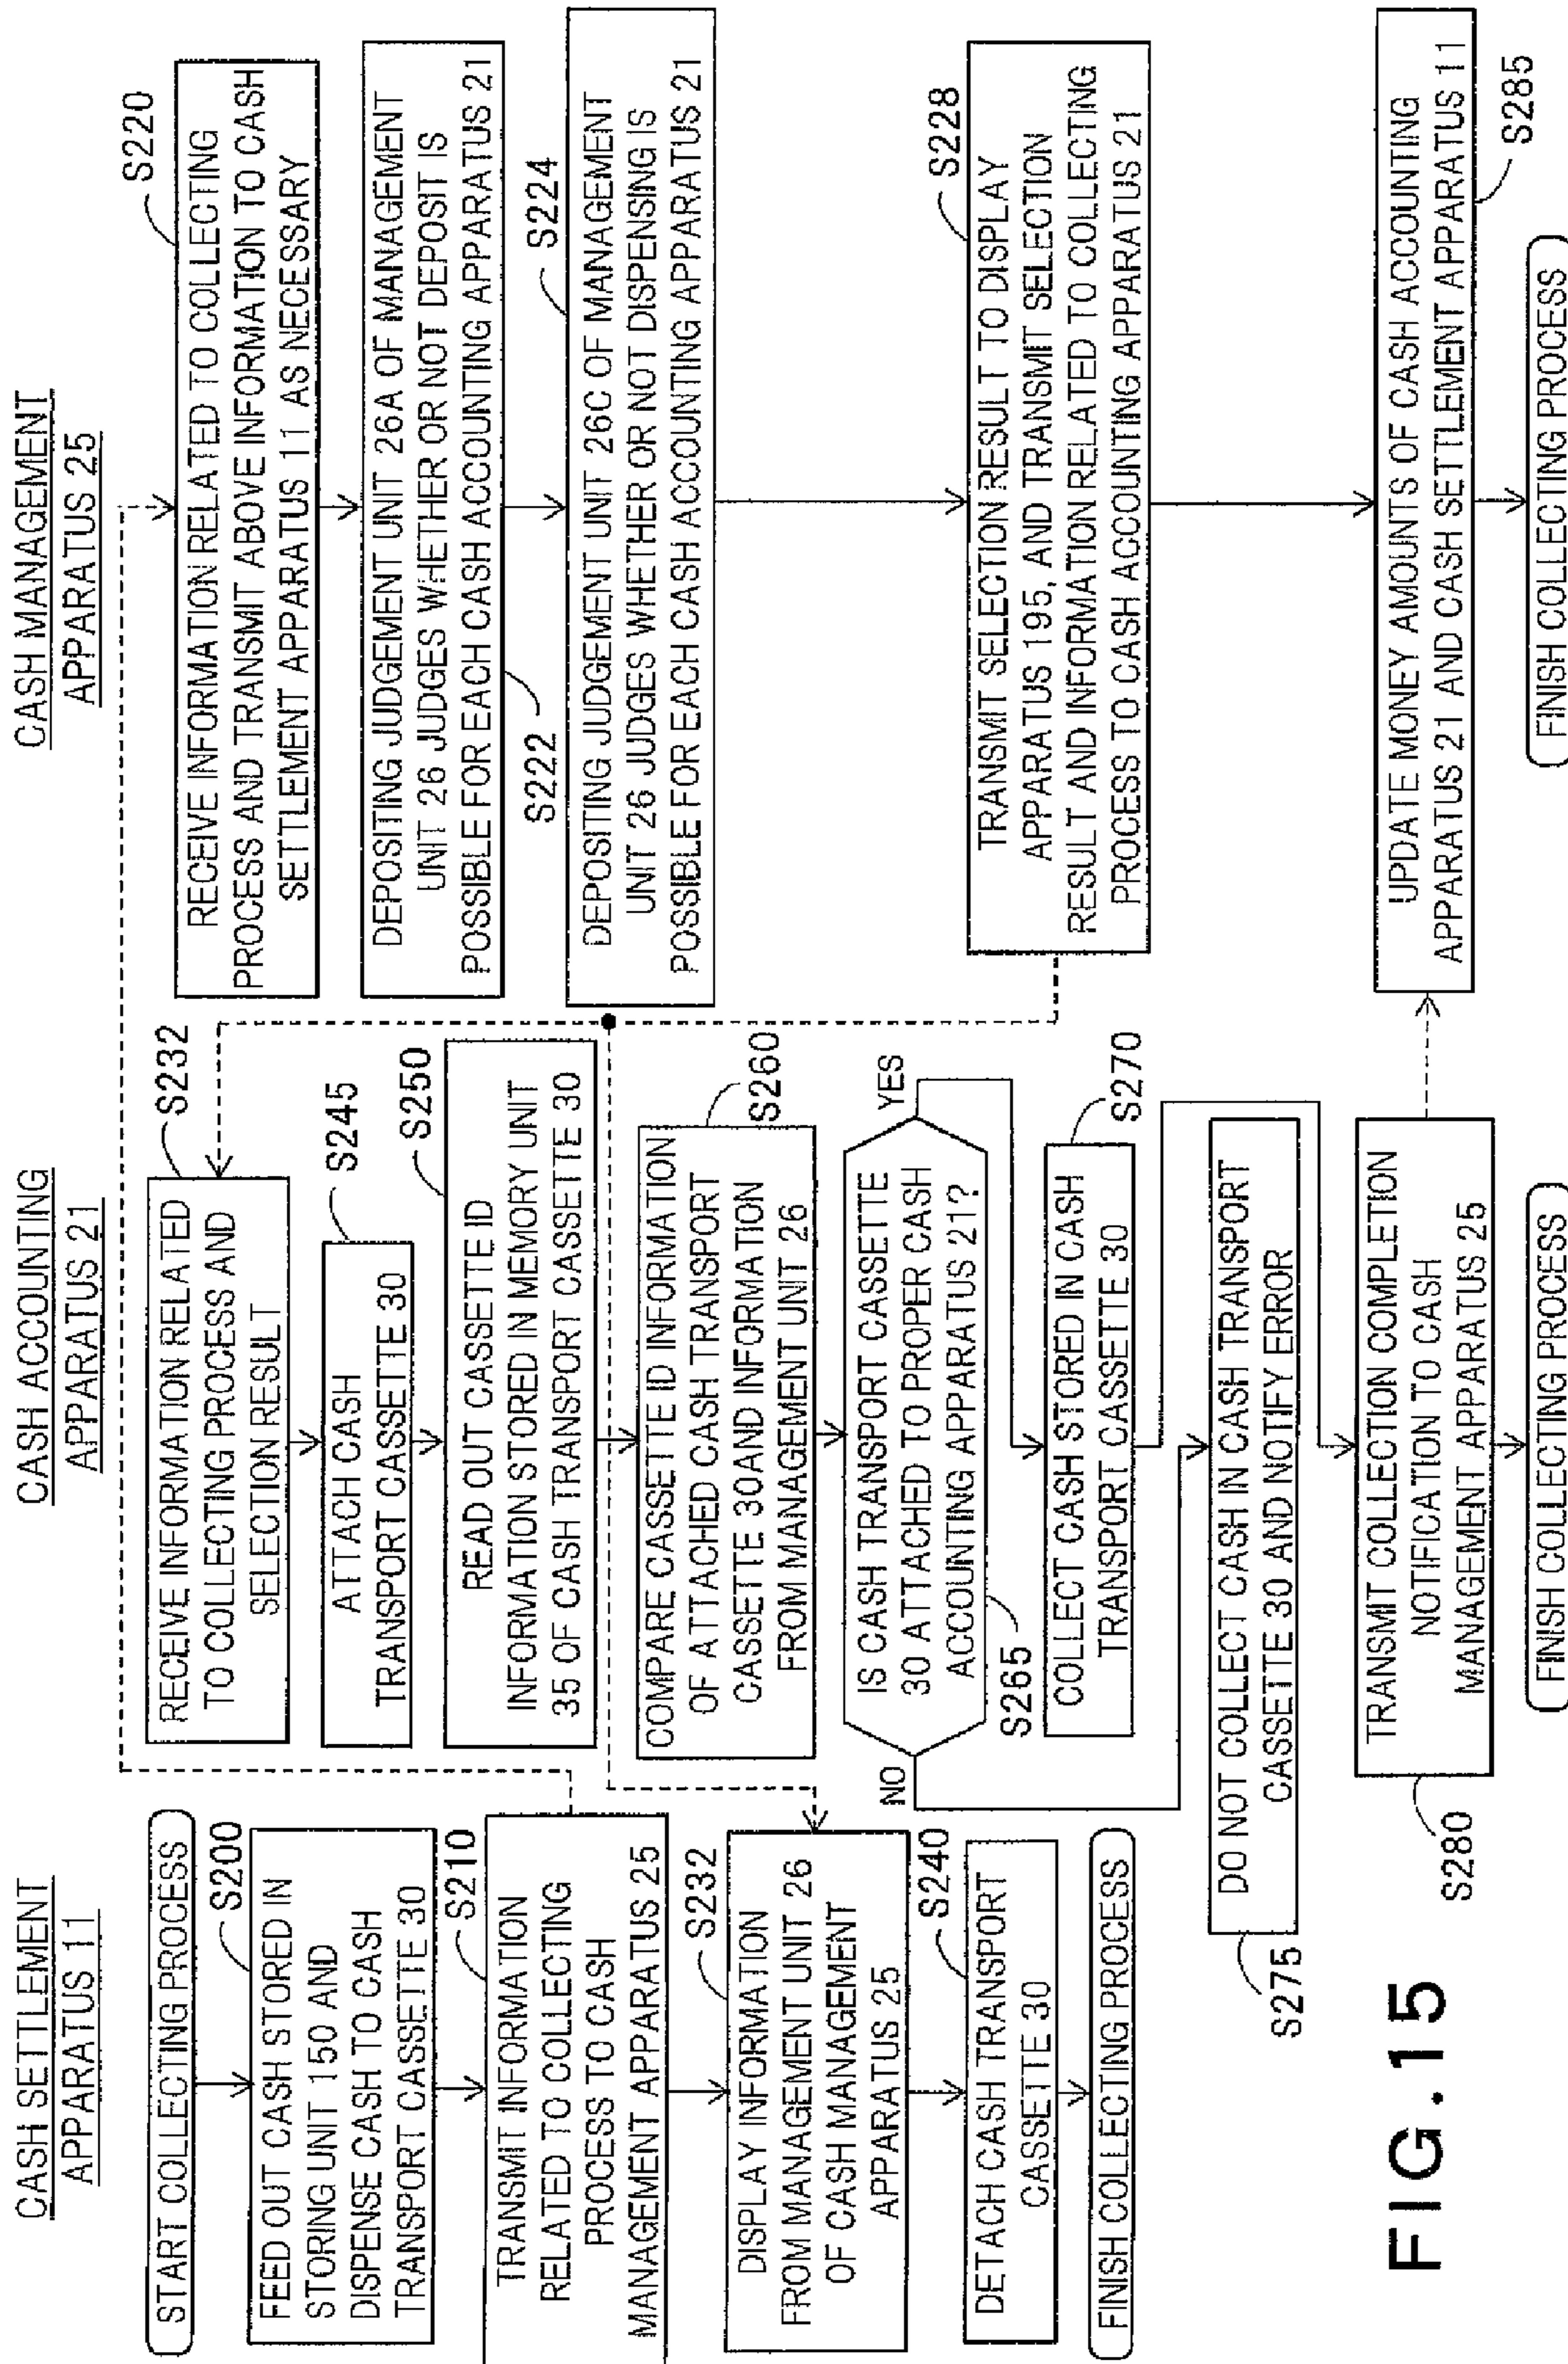 CASH SETTLEMENT
APPARATUS 11
START COLLECTING PROCESS
S200
FEED OUT CASH STORED IN
STORING UNIT 150 AND
DISPENSE CASH TO CASH
TRANSPORT CASSETTE 30
S210
TRANSMIT INFORMATION
RELATED TO COLLECTING
PROCESS TO CASH
MANAGEMENT APPARATUS 25
S232
DISPLAY INFORMATION
FROM MANAGEMENT UNIT 26
OF CASH MANAGEMENT
APPARATUS 25
S240
DETACH CASH TRANSPORT
CASSETTE 30
FINISH COLLECTING PROCESS
CASH ACCOUNTING
APPARATUS 21
S232
RECEIVE INFORMATION RELATED
TO COLLECTING PROCESS AND
SELECTION RESULT
S245
ATTACH CASH
TRANSPORT CASSETTE 30
S250
READ OUT CASSETTE ID
INFORMATION STORED IN MEMORY UNIT
35 OF CASH TRANSPORT CASSETTE 30
S260
COMPARE CASSETTE ID INFORMATION
OF ATTACHED CASH TRANSPORT
CASSETTE 30AND INFORMATION
FROM MANAGEMENT UNIT 26
YES
IS CASH TRANSPORT CASSETTE
30 ATTACHED TO PROPER CASH
ACCOUNTING APPARATUS 21?
NO
S265
S270
COLLECT CASH STORED IN CASH
TRANSPORT CASSETTE 30
DO NOT COLLECT CASH IN CASH TRANSPORT
CASSETTE 30 AND NOTIFY ERROR
S275
TRANSMIT COLLECTION COMPLETION
NOTIFICATION TO CASH
MANAGEMENT APPARATUS 25
S280
FINISH COLLECTING PROCESS
CASH MANAGEMENT
APPARATUS 25
S220
RECEIVE INFORMATION RELATED TO COLLECTING
PROCESS AND TRANSMIT ABOVE INFORMATION TO CASH
SETTLEMENT APPARATUS 11 AS NECESSARY
DEPOSITING JUDGEMENT UNIT 26A OF MANAGEMENT
UNIT 26 JUDGES WHETHER OR NOT DEPOSIT IS
POSSIBLE FOR EACH CASH ACCOUNTING APPARATUS 21
S222
S224
DEPOSITING JUDGEMENT UNIT 26C OF MANAGEMENT
UNIT 26 JUDGES WHETHER OR NOT DISPENSING IS
POSSIBLE FOR EACH CASH ACCOUNTING APPARATUS 21
S228
TRANSMIT SELECTION RESULT TO DISPLAY
APPARATUS 195, AND TRANSMIT SELECTION
RESULT AND INFORMATION RELATED TO COLLECTING
PROCESS TO CASH ACCOUNTING APPARATUS 21
UPDATE MONEY AMOUNTS OF CASH ACCOUNTING
APPARATUS 21 AND CASH SETTLEMENT APPARATUS 11
S285
FINISH COLLECTING PROCESS
FIG.15